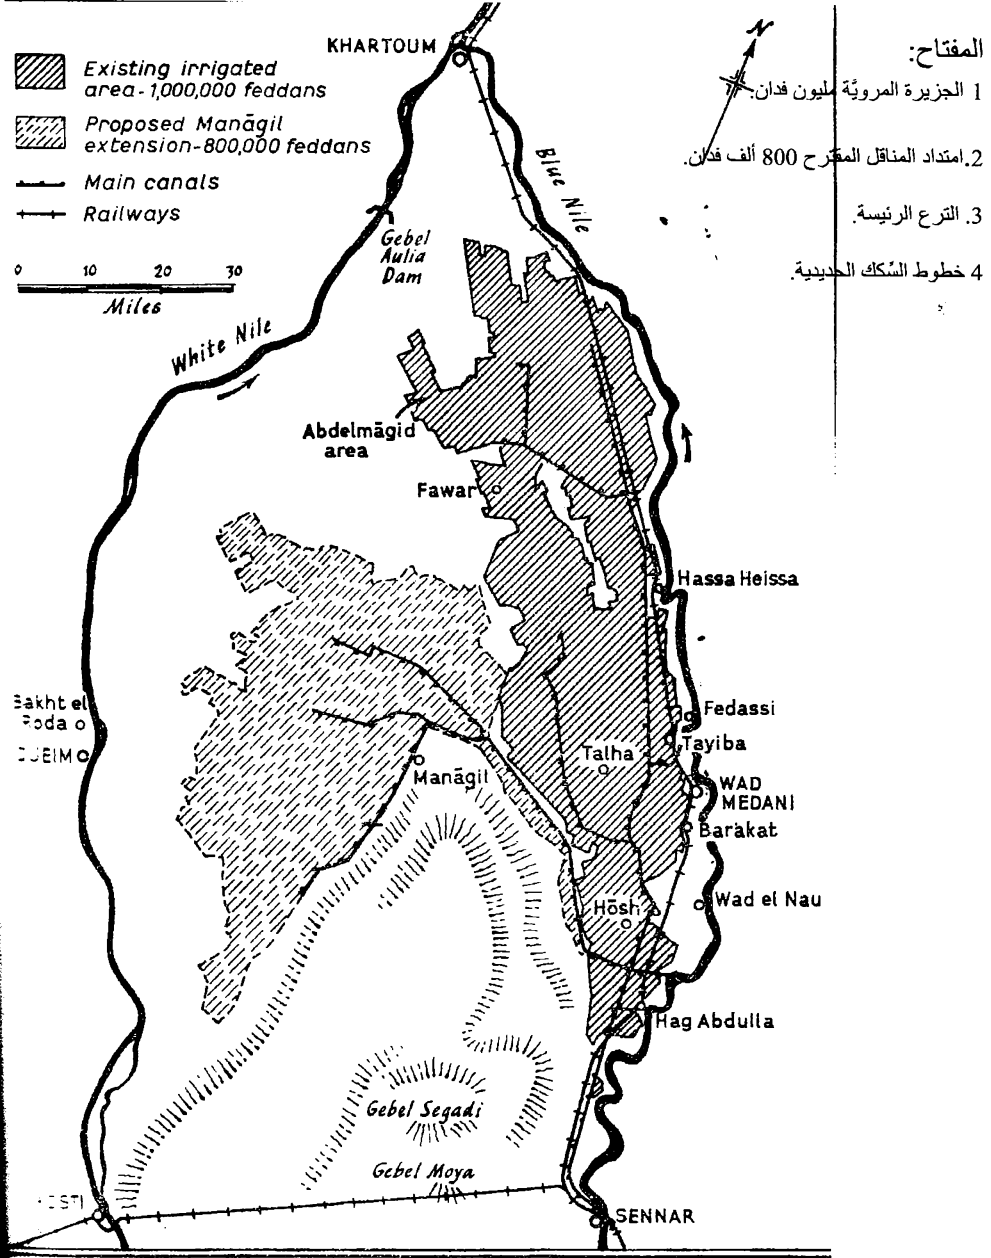 KHARTOUM
N
Existing irrigated
area-1,000,000 feddans
Proposed Manāgil
extension-800,000 feddans
Main canals
Railways
0 10 20 30
Miles
المفتاح:
1 الجزيرة المرويَّة مليون فدان.
2.امتداد المناقل المقترح 800 ألف فدان.
3. الترع الرئيسة.
4 خطوط السِّكك الحديدية.
Blue Nile
Gebel
Aulia
Dam
White Nile
Abdelmāgid
area
Fawar
Hassa Heissa
Fedassi
Tayiba
Talha
WAD
MEDANI
Manāgil
Barakat
Hōsh
Wad el Nau
Hag Abdulla
Gebel Segadi
Gebel Moya
SENNAR